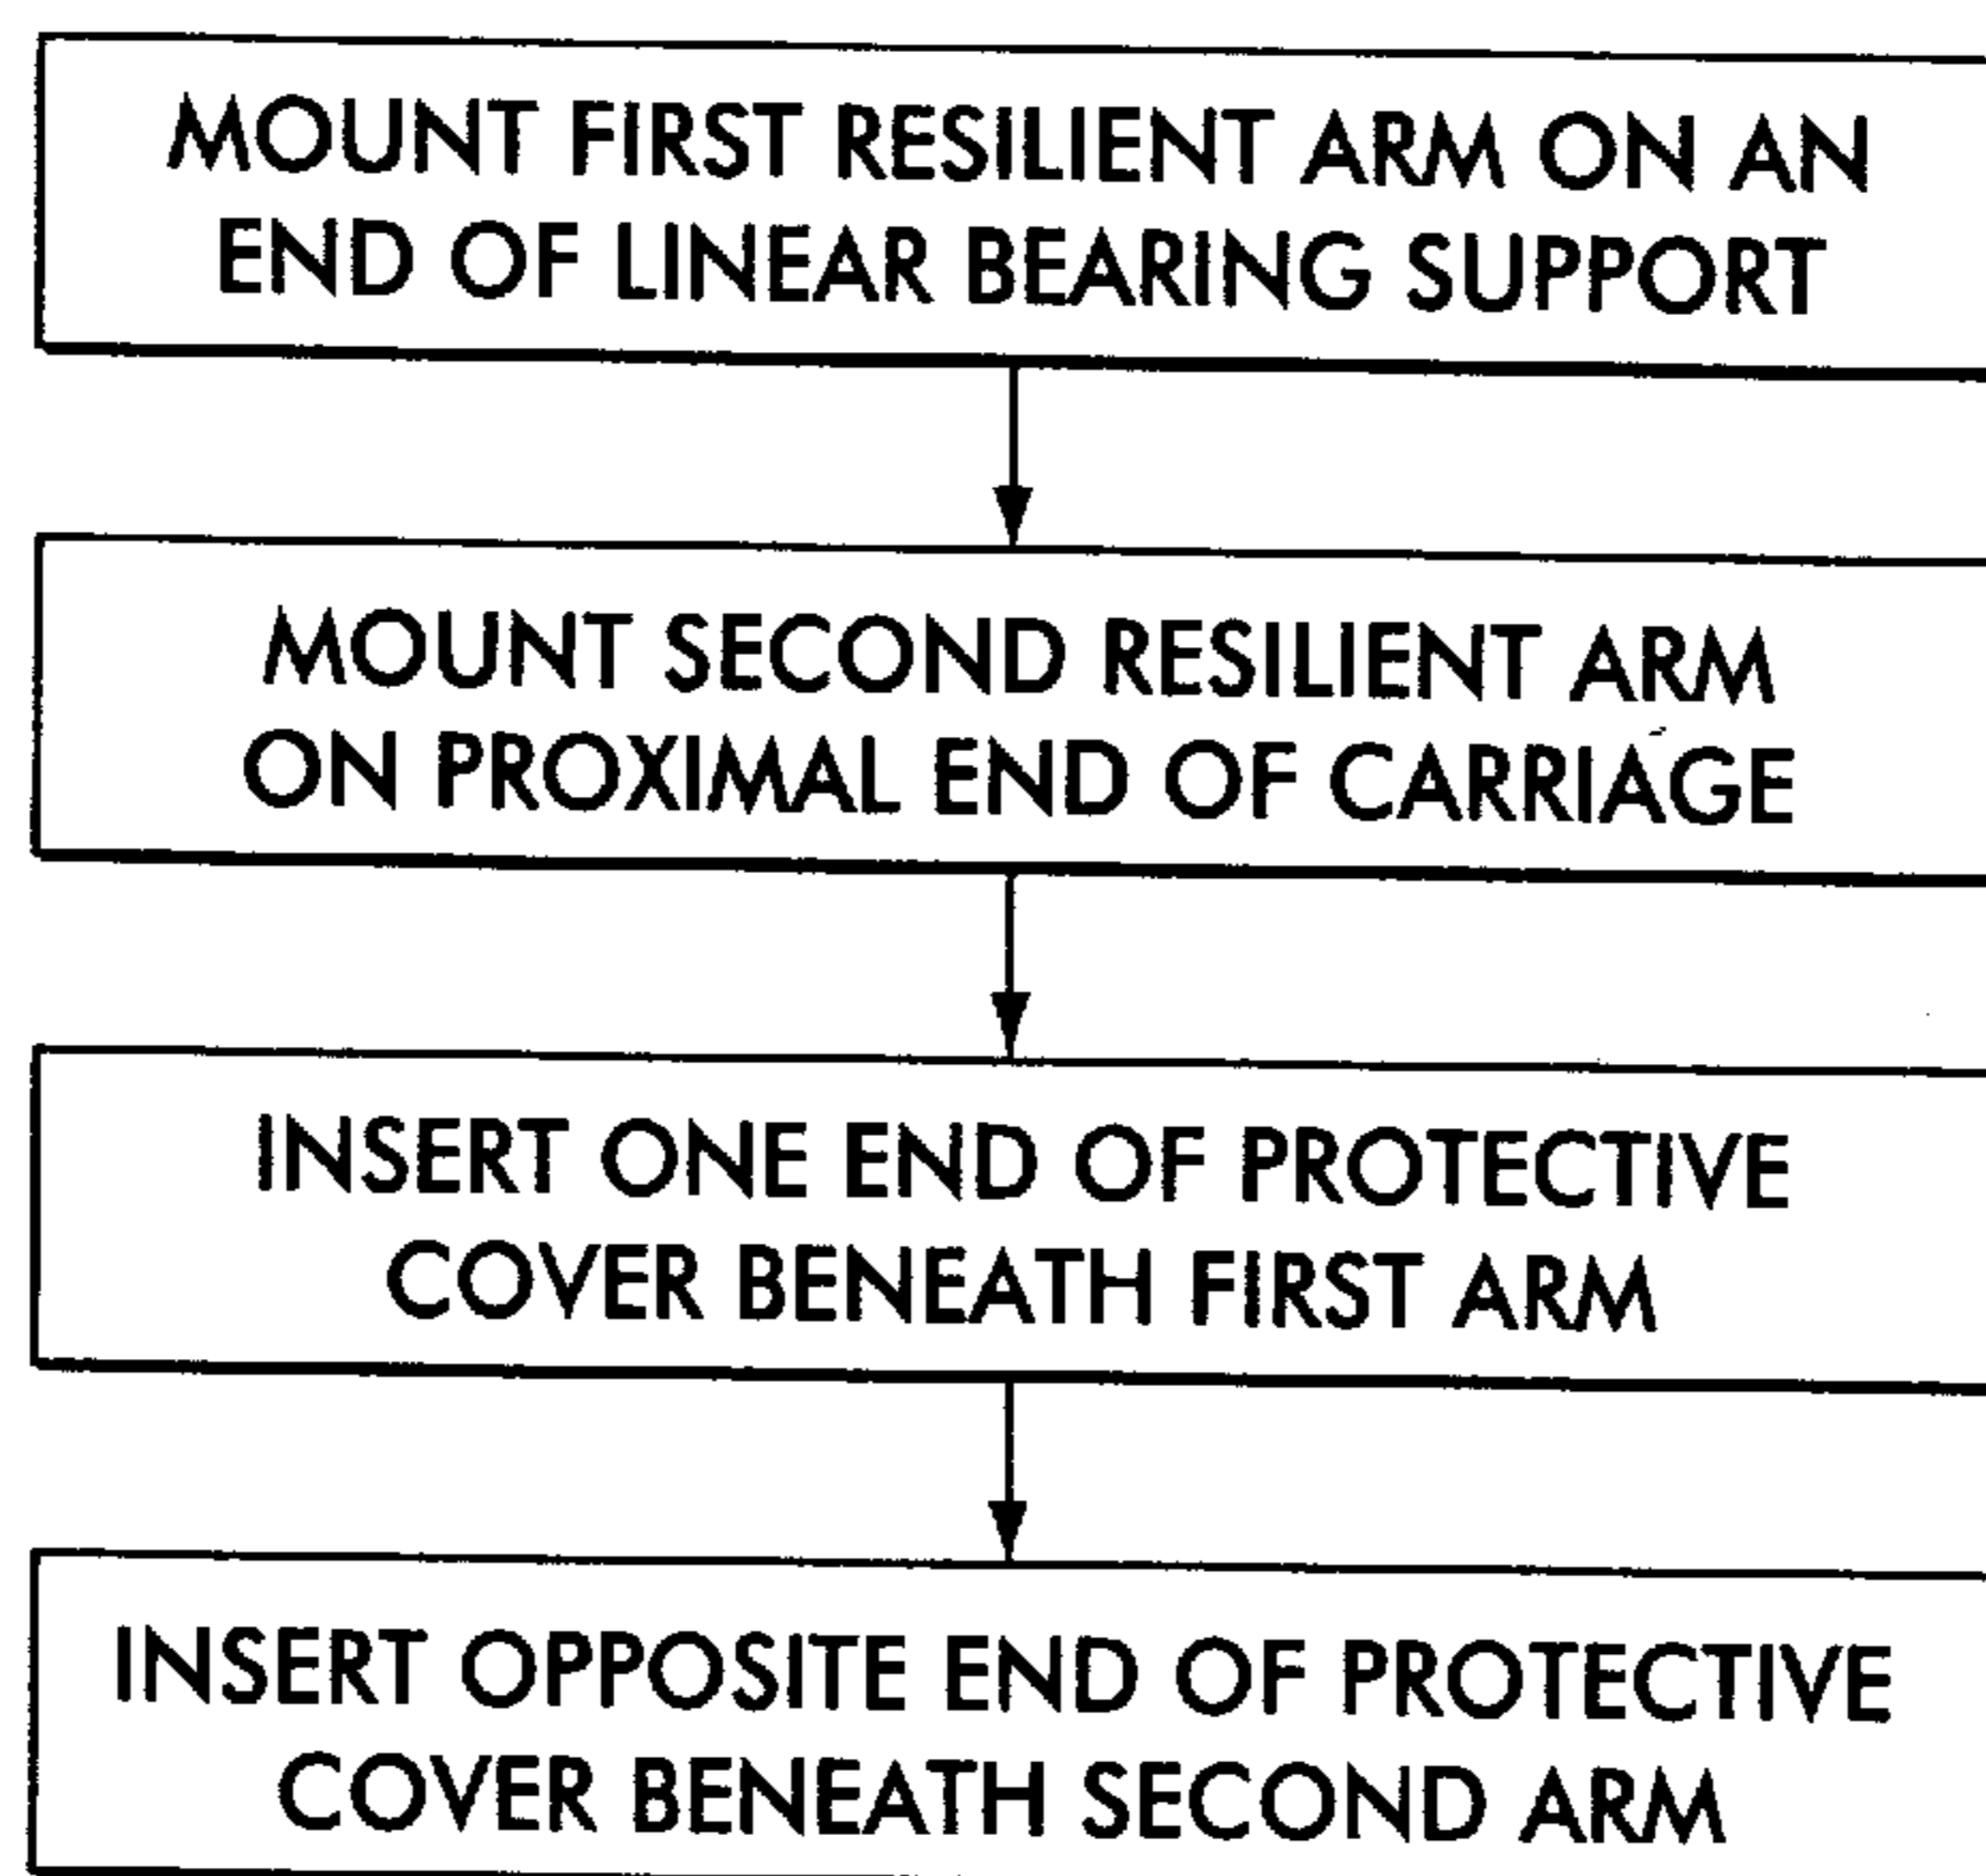 MOUNT FIRST RESILIENT ARM ON AN
END OF LINEAR BEARING SUPPORT
MOUNT SECOND RESILIENT ARM
ON PROXIMAL END OF CARRIAGE
INSERT ONE END OF PROTECTIVE
COVER BENEATH FIRST ARM
INSERT OPPOSITE END OF PROTECTIVE
COVER BENEATH SECOND ARM